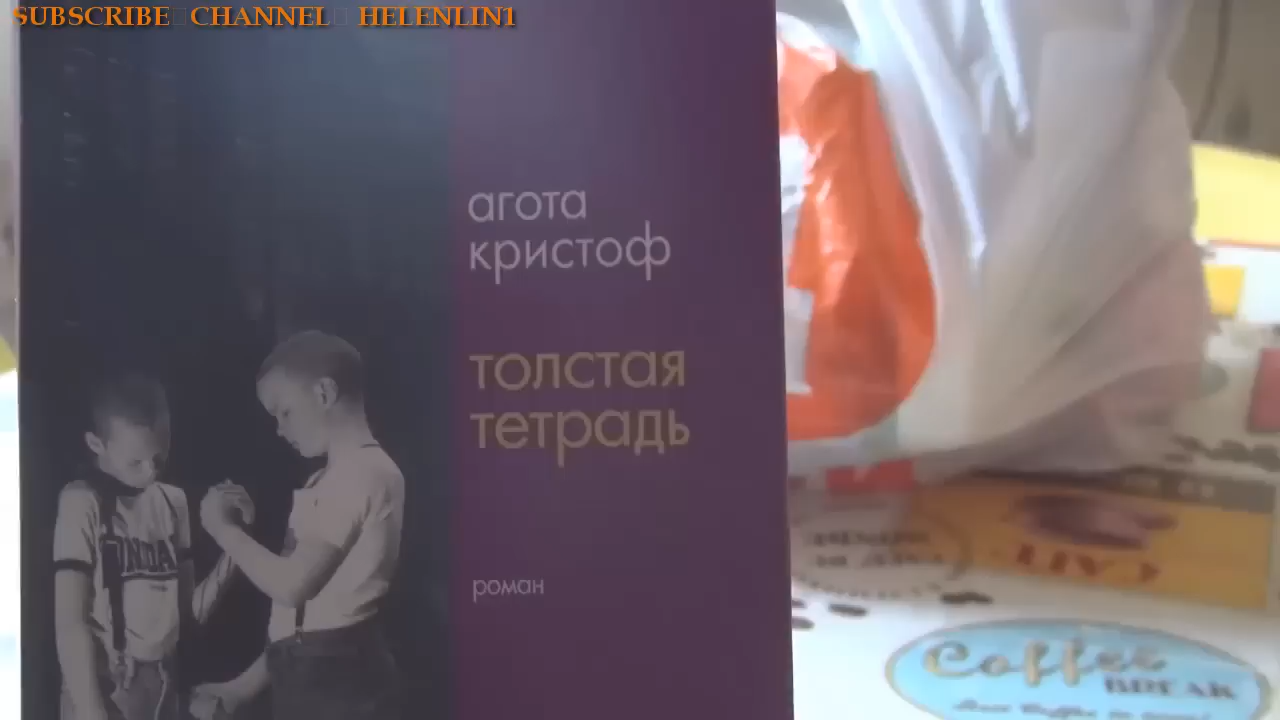 SUBSCRIBE CHANNEL HELENLIN1
агота
кристоф
толстая
тетрадь
роман
Coffee
BREAK